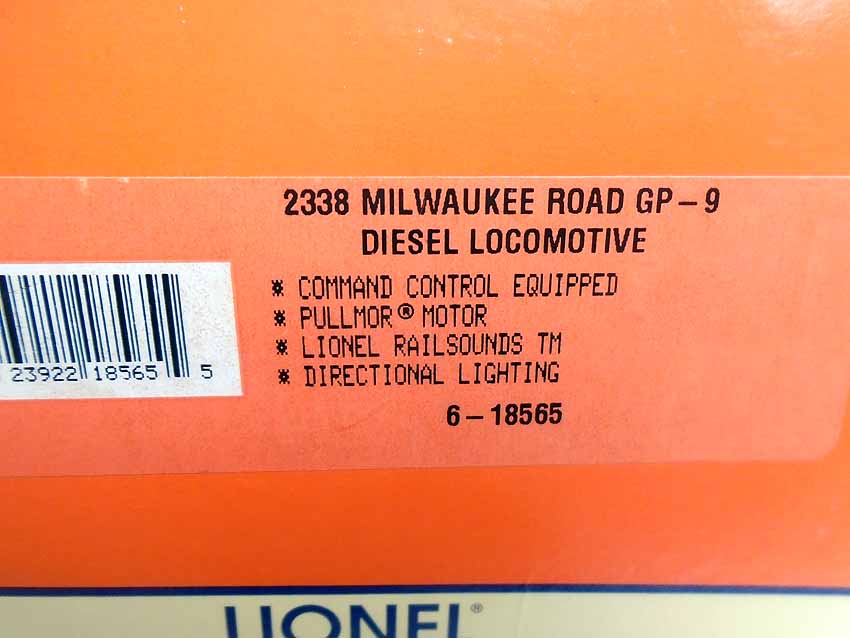 2338 MILWAUKEE ROAD GP–9
DIESEL LOCOMOTIVE
* COMMAND CONTROL EQUIPPED
* PULLMOR® MOTOR
* LIONEL RAILSOUNDS TM
* DIRECTIONAL LIGHTING
6–18565
23922 18565 5
LIONEL®